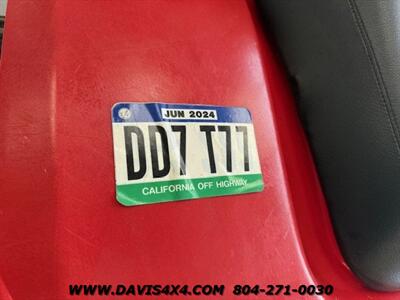 JUN 2024
DD7 T77
CALIFORNIA OFF HIGHWAY
WWW.DAVIS4X4.COM 804-271-0030